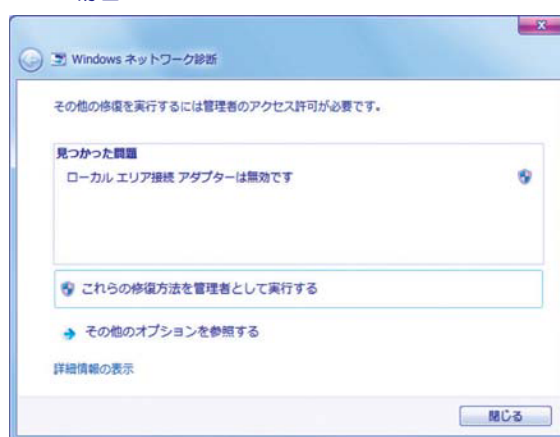 Windows ネットワーク診断
その他の修復を実行するには管理者のアクセス許可が必要です。
見つかった問題
ローカル エリア接続 アダプターは無効です
これらの修復方法を管理者として実行する
その他のオプションを参照する
詳細情報の表示
閉じる